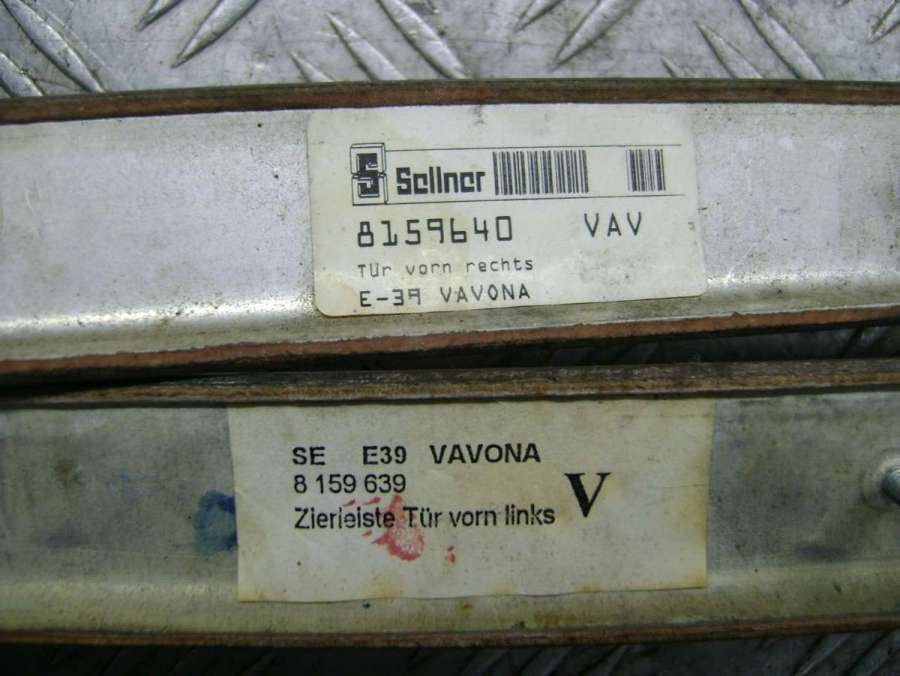 S Sellner
8159640 VAV
Tür vorn rechts
E-39 VAVONA
SE E39 VAVONA
8 159 639 V
Zierleiste Tür vorn links